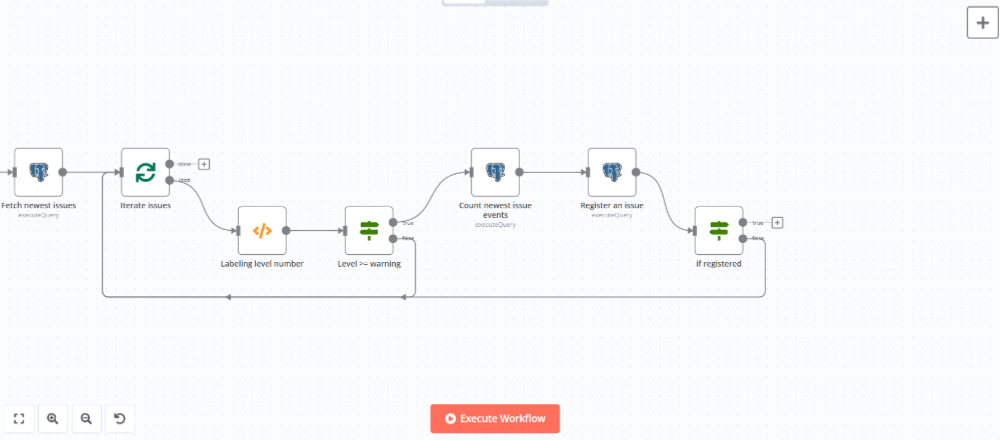 done
loop
Fetch newest issues
executeQuery
Iterate issues
Count newest issue
events
executeQuery
Register an issue
executeQuery
true
false
true
false
Labeling level number
Level >= warning
If registered
Execute Workflow